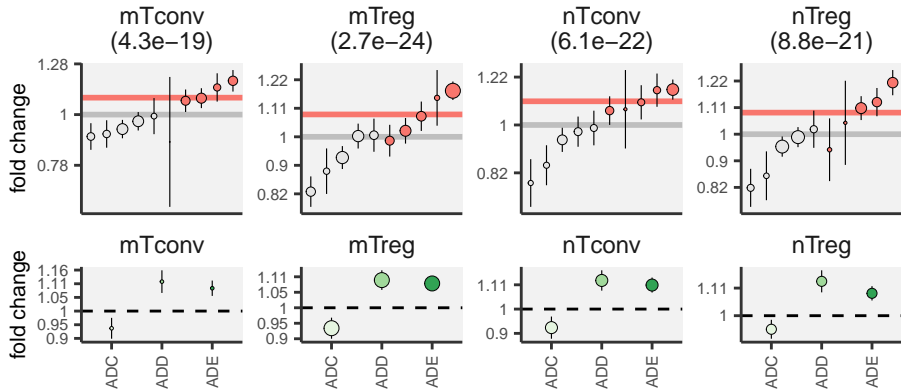 mTconv
(4.3e−19)
mTreg
(2.7e−24)
nTconv
(6.1e−22)
nTreg
(8.8e−21)
fold change
1.28
1
0.78
1.22
1.11
1
0.9
0.82
1.22
1
0.82
1.22
1.11
1
0.9
0.82
mTconv
mTreg
nTconv
nTreg
fold change
1.16
1.11
1.05
1
0.95
0.9
1.11
1.05
1
0.95
0.9
1.11
1
0.9
1.11
1
ADC
ADD
ADE
ADC
ADD
ADE
ADC
ADD
ADE
ADC
ADD
ADE